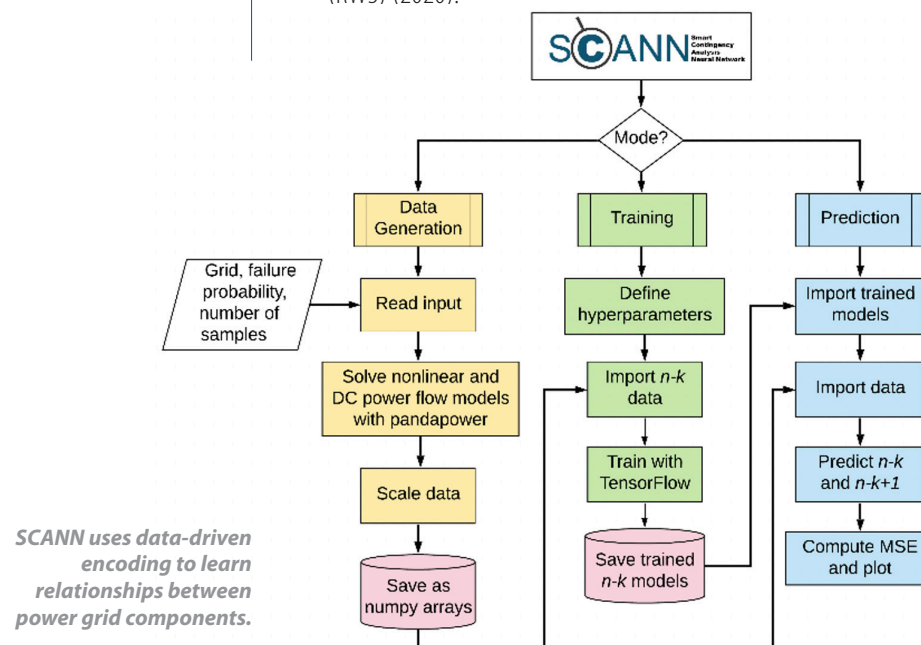 (RWS) (2020).
SCANN
Smart
Contingency
Analysis
Neural Network
Mode?
Data
Generation
Training
Prediction
Grid, failure
probability,
number of
samples
Read input
Define
hyperparameters
Import trained
models
Solve nonlinear and
DC power flow models
with pandapower
Import n-k
data
Import data
Scale data
Train with
TensorFlow
Predict n-k
and n-k+1
SCANN uses data-driven
encoding to learn
relationships between
power grid components.
Save as
numpy arrays
Save trained
n-k models
Compute MSE
and plot